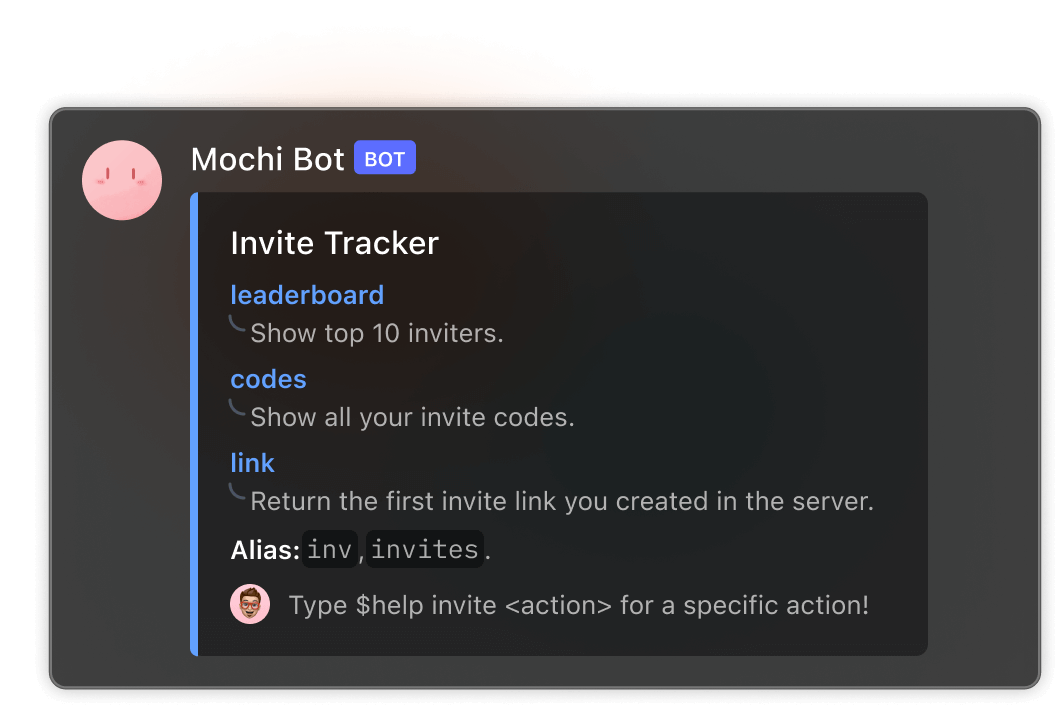 Mochi Bot BOT
Invite Tracker
leaderboard
Show top 10 inviters.
codes
Show all your invite codes.
link
Return the first invite link you created in the server.
Alias: inv, invites.
Type $help invite <action> for a specific action!